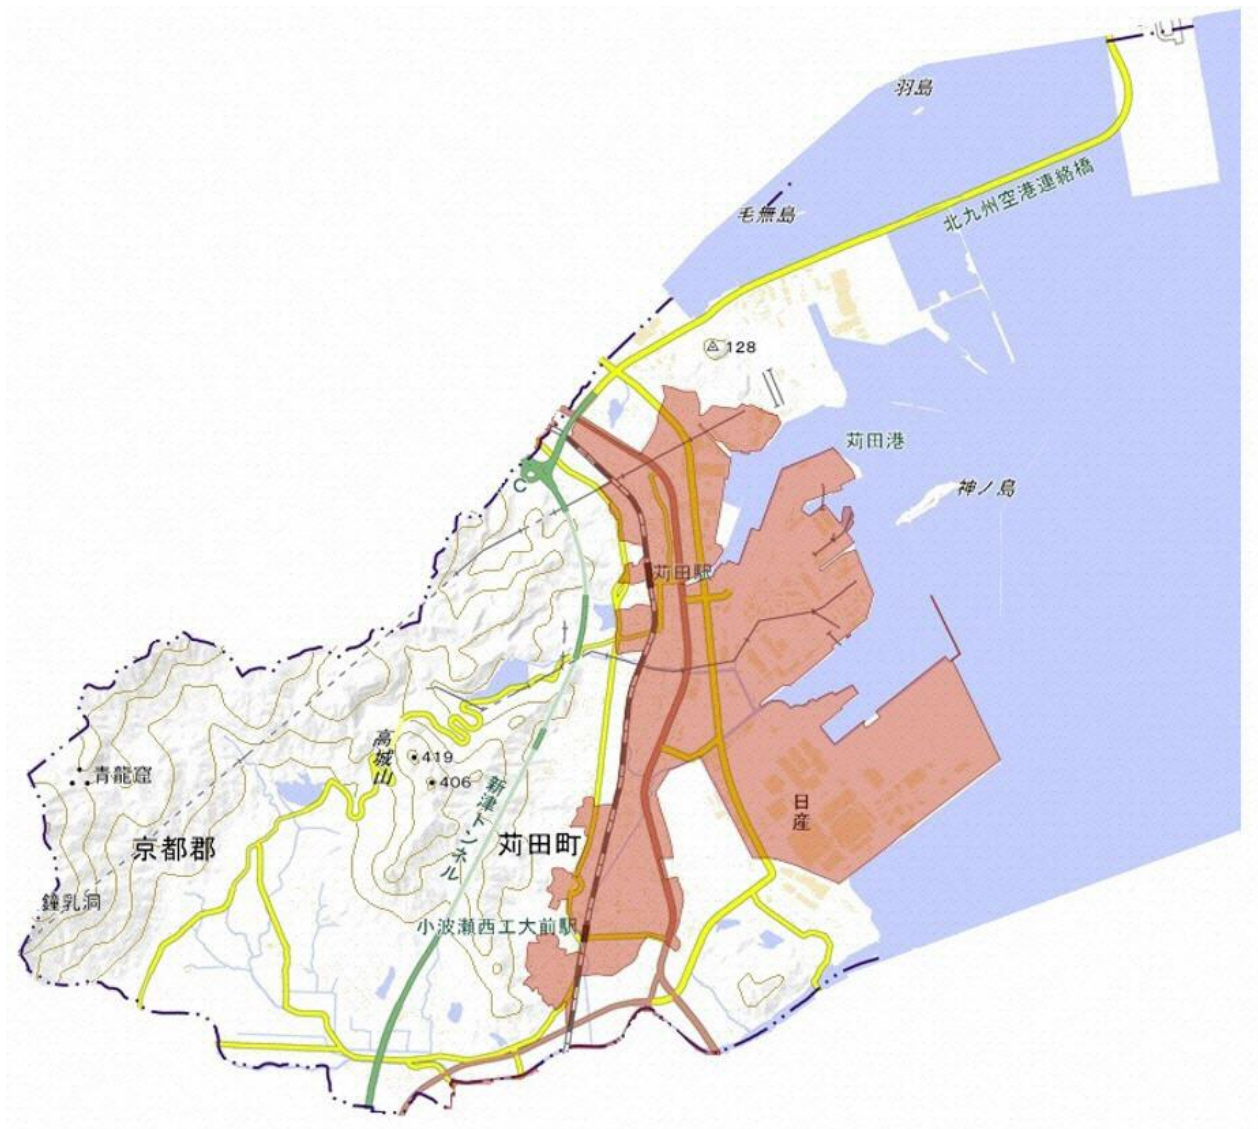 羽島
毛無島
北九州空港連絡橋
128
苅田港
神ノ島
C
苅田駅
高城山
419
406
青龍窟
新津トンネル
日産
京都郡
苅田町
鐘乳洞
小波瀬西工大前駅